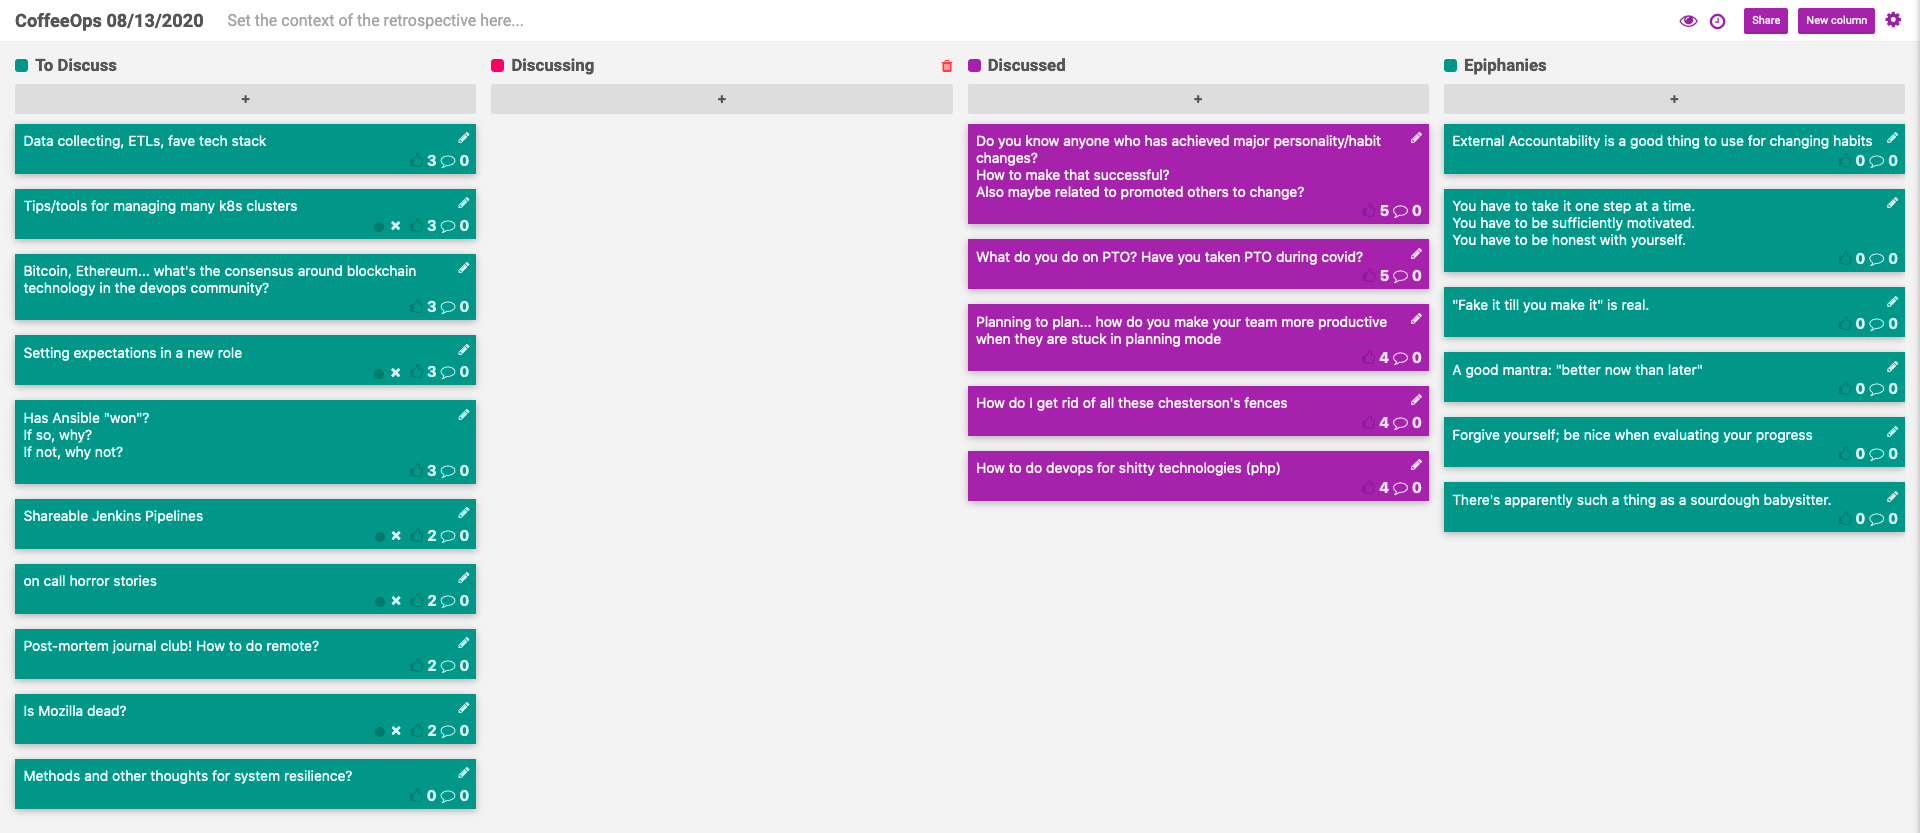 CoffeeOps 08/13/2020
Set the context of the retrospective here...
Share
New column
To Discuss
+
Data collecting, ETLs, fave tech stack
3 0
Tips/tools for managing many k8s clusters
3 0
Bitcoin, Ethereum... what's the consensus around blockchain
technology in the devops community?
3 0
Setting expectations in a new role
3 0
Has Ansible "won"?
If so, why?
If not, why not?
3 0
Shareable Jenkins Pipelines
2 0
on call horror stories
2 0
Post-mortem journal club! How to do remote?
2 0
Is Mozilla dead?
2 0
Methods and other thoughts for system resilience?
0 0
Discussing
+
Discussed
+
Do you know anyone who has achieved major personality/habit
changes?
How to make that successful?
Also maybe related to promoted others to change?
5 0
What do you do on PTO? Have you taken PTO during covid?
5 0
Planning to plan... how do you make your team more productive
when they are stuck in planning mode
4 0
How do I get rid of all these chesterson's fences
4 0
How to do devops for shitty technologies (php)
4 0
Epiphanies
+
External Accountability is a good thing to use for changing habits
0 0
You have to take it one step at a time.
You have to be sufficiently motivated.
You have to be honest with yourself.
0 0
"Fake it till you make it" is real.
0 0
A good mantra: "better now than later"
0 0
Forgive yourself; be nice when evaluating your progress
0 0
There's apparently such a thing as a sourdough babysitter.
0 0